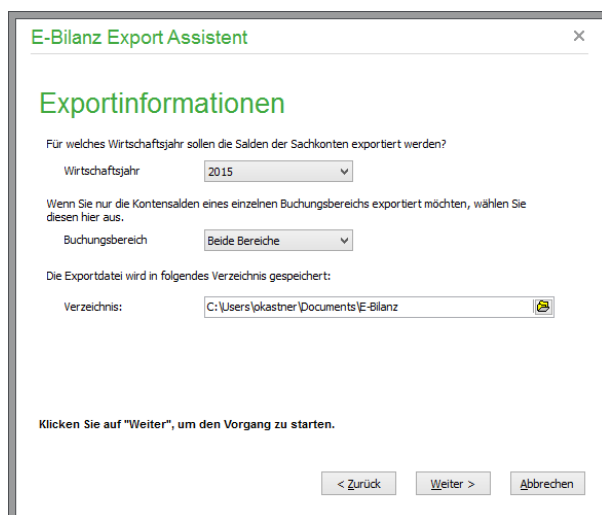 E-Bilanz Export Assistent
Exportinformationen
Für welches Wirtschaftsjahr sollen die Salden der Sachkonten exportiert werden?
Wirtschaftsjahr 2015
Wenn Sie nur die Kontensalden eines einzelnen Buchungsbereichs exportiert möchten, wählen Sie
diesen hier aus.
Buchungsbereich Beide Bereiche
Die Exportdatei wird in folgendes Verzeichnis gespeichert:
Verzeichnis: C:\Users\okastner\Documents\E-Bilanz
Klicken Sie auf "Weiter", um den Vorgang zu starten.
< Zurück Weiter > Abbrechen